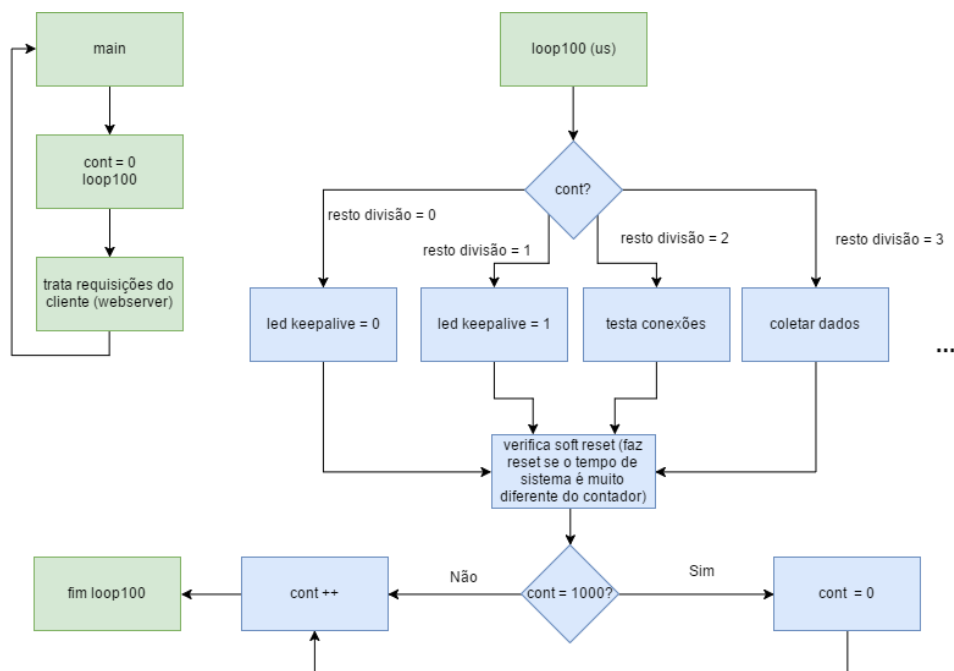 main
loop100 (us)
cont = 0
loop100
cont?
resto divisão = 0
resto divisão = 1
resto divisão = 2
resto divisão = 3
trata requisições do
cliente (webserver)
led keepalive = 0
led keepalive = 1
testa conexões
coletar dados
...
verifica soft reset (faz
reset se o tempo de
sistema é muito
diferente do contador)
fim loop100
cont ++
Não
cont = 1000?
Sim
cont = 0